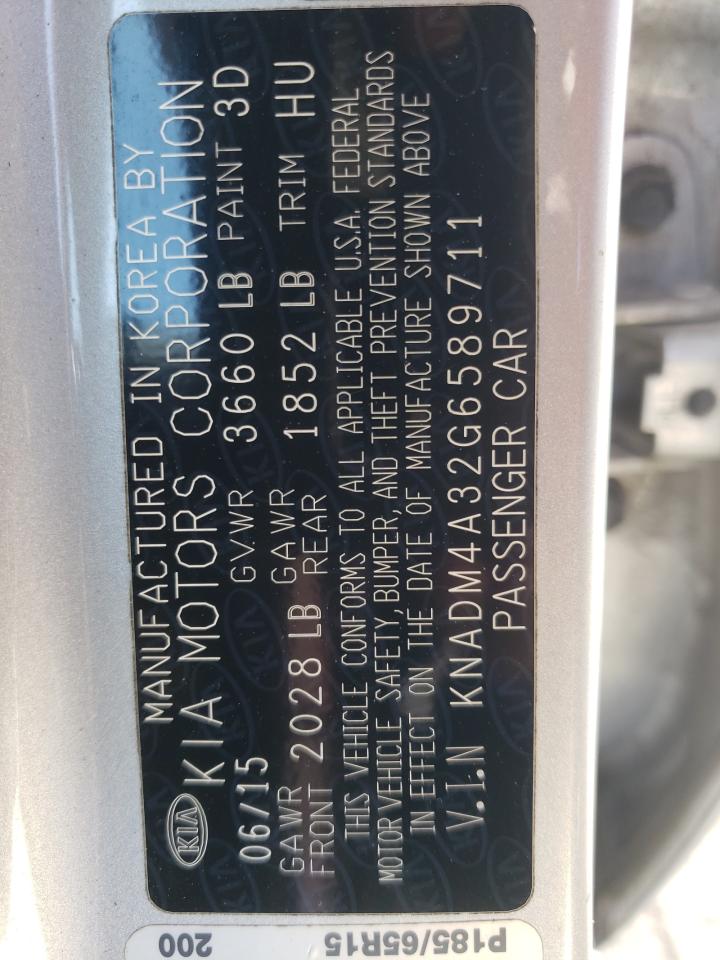 MANUFACTURED IN KOREA BY
KIA KIA MOTORS CORPORATION
06/15 GVWR 3660 LB PAINT 3D
GAWR FRONT 2028 LB GAWR REAR 1852 LB TRIM HU
THIS VEHICLE CONFORMS TO ALL APPLICABLE U.S.A. FEDERAL
MOTOR VEHICLE SAFETY, BUMPER, AND THEFT PREVENTION STANDARDS
IN EFFECT ON THE DATE OF MANUFACTURE SHOWN ABOVE
V.I.N KNADM4A32G6589711
PASSENGER CAR
P185/65R15
200